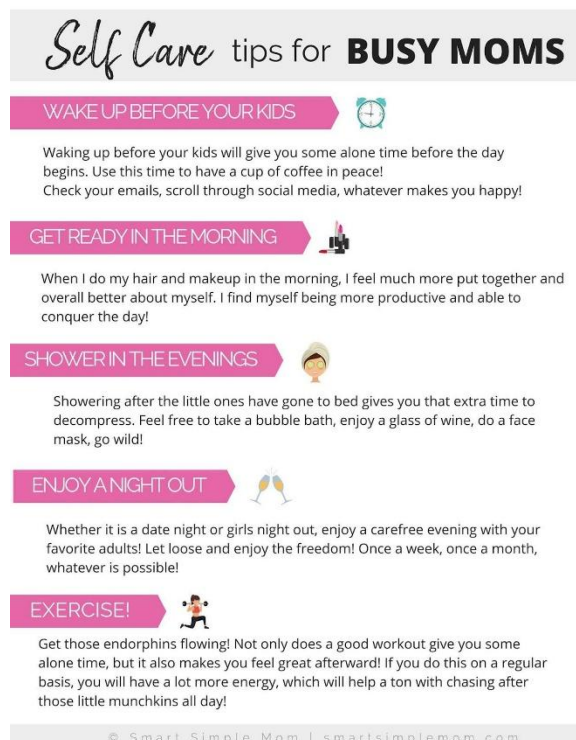 Self Care tips for BUSY MOMS
WAKE UP BEFORE YOUR KIDS
Waking up before your kids will give you some alone time before the day
begins. Use this time to have a cup of coffee in peace!
Check your emails, scroll through social media, whatever makes you happy!
GET READY IN THE MORNING
When I do my hair and makeup in the morning, I feel much more put together and
overall better about myself. I find myself being more productive and able to
conquer the day!
SHOWER IN THE EVENINGS
Showering after the little ones have gone to bed gives you that extra time to
decompress. Feel free to take a bubble bath, enjoy a glass of wine, do a face
mask, go wild!
ENJOY A NIGHT OUT
Whether it is a date night or girls night out, enjoy a carefree evening with your
favorite adults! Let loose and enjoy the freedom! Once a week, once a month,
whatever is possible!
EXERCISE!
Get those endorphins flowing! Not only does a good workout give you some
alone time, but it also makes you feel great afterward! If you do this on a regular
basis, you will have a lot more energy, which will help a ton with chasing after
those little munchkins all day!
© Smart Simple Mom | smartsimplemom.com